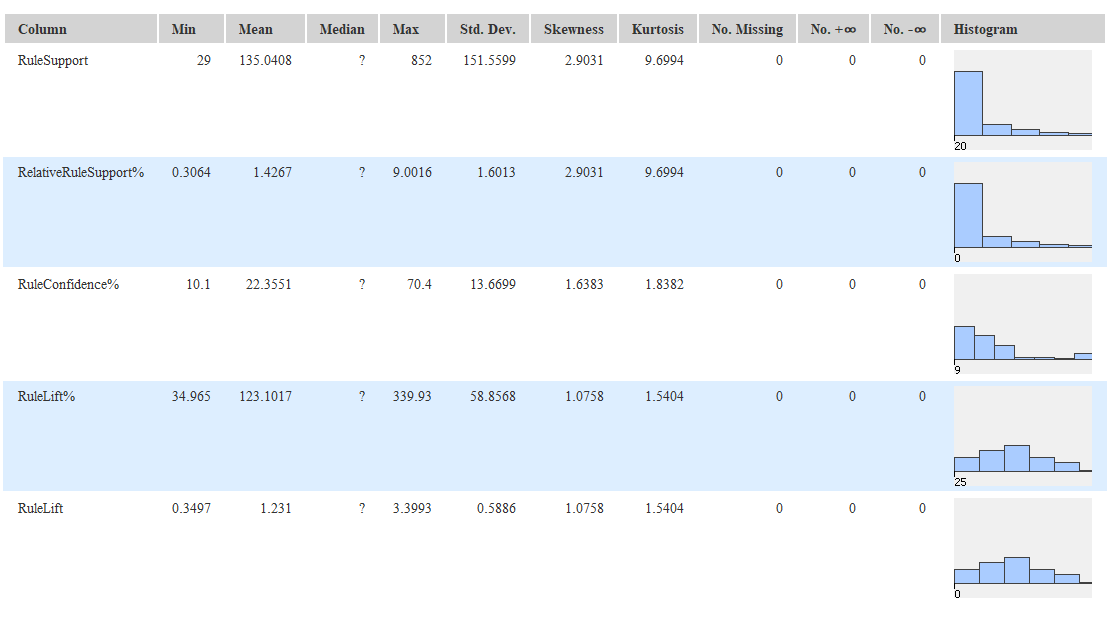 Column Min Mean Median Max Std. Dev. Skewness Kurtosis No. Missing No. +∞ No. -∞ Histogram
RuleSupport 29 135.0408 ? 852 151.5599 2.9031 9.6994 0 0 0
20
RelativeRuleSupport% 0.3064 1.4267 ? 9.0016 1.6013 2.9031 9.6994 0 0 0
0
RuleConfidence% 10.1 22.3551 ? 70.4 13.6699 1.6383 1.8382 0 0 0
9
RuleLift% 34.965 123.1017 ? 339.93 58.8568 1.0758 1.5404 0 0 0
25
RuleLift 0.3497 1.231 ? 3.3993 0.5886 1.0758 1.5404 0 0 0
0